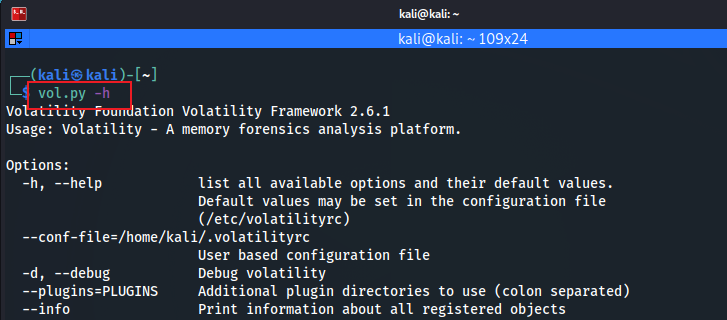 kali@kali: ~
kali@kali: ~ 109x24
┌──(kali㉿kali)-[~]
└─$ vol.py -h
Volatility Foundation Volatility Framework 2.6.1
Usage: Volatility - A memory forensics analysis platform.
Options:
-h, --help list all available options and their default values.
Default values may be set in the configuration file
(/etc/volatilityrc)
--conf-file=/home/kali/.volatilityrc
User based configuration file
-d, --debug Debug volatility
--plugins=PLUGINS Additional plugin directories to use (colon separated)
--info Print information about all registered objects